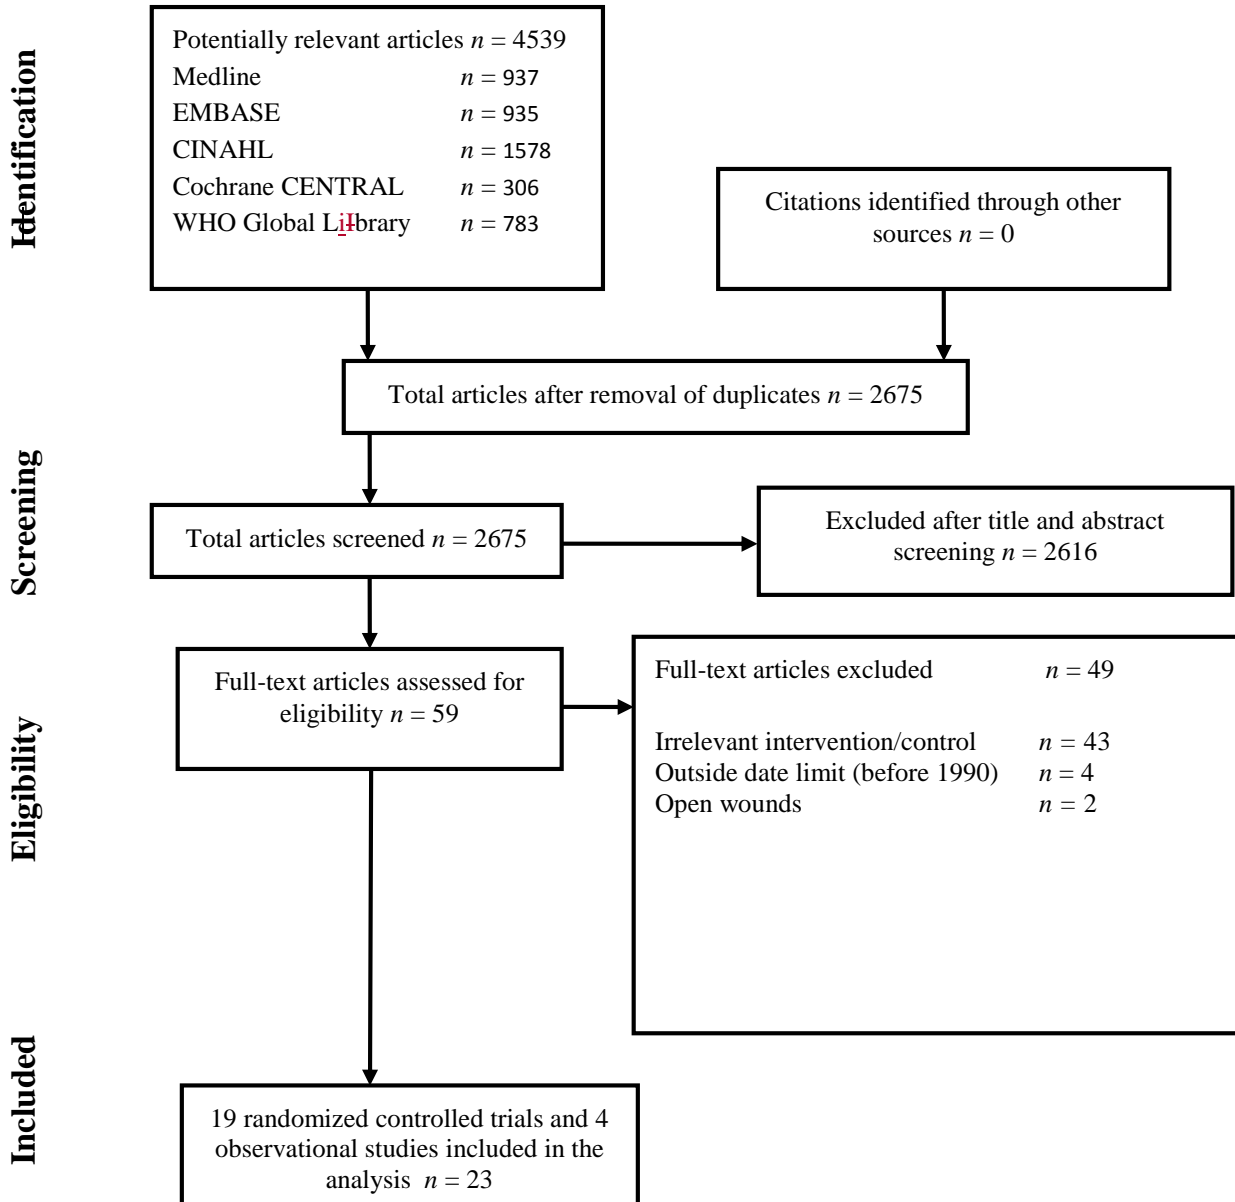 Identification
Potentially relevant articles n = 4539
Medline n = 937
EMBASE n = 935
CINAHL n = 1578
Cochrane CENTRAL n = 306
WHO Global LiIbrary n = 783
Citations identified through other
sources n = 0
Total articles after removal of duplicates n = 2675
Screening
Total articles screened n = 2675
Excluded after title and abstract
screening n = 2616
Eligibility
Full-text articles assessed for
eligibility n = 59
Full-text articles excluded n = 49
Irrelevant intervention/control n = 43
Outside date limit (before 1990) n = 4
Open wounds n = 2
Included
19 randomized controlled trials and 4
observational studies included in the
analysis n = 23